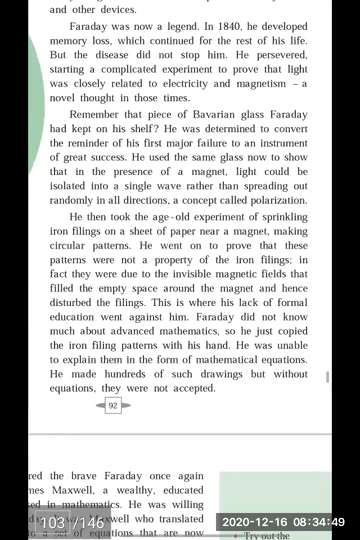 and other devices.
Faraday was now a legend. In 1840, he developed
memory loss, which continued for the rest of his life.
But the disease did not stop him. He persevered,
starting a complicated experiment to prove that light
was closely related to electricity and magnetism – a
novel thought in those times.
Remember that piece of Bavarian glass Faraday
had kept on his shelf? He was determined to convert
the reminder of his first major failure to an instrument
of great success. He used the same glass now to show
that in the presence of a magnet, light could be
isolated into a single wave rather than spreading out
randomly in all directions, a concept called polarization.
He then took the age-old experiment of sprinkling
iron filings on a sheet of paper near a magnet, making
circular patterns. He went on to prove that these
patterns were not a property of the iron filings; in
fact they were due to the invisible magnetic fields that
filled the empty space around the magnet and hence
disturbed the filings. This is where his lack of formal
education went against him. Faraday did not know
much about advanced mathematics, so he just copied
the iron filing patterns with his hand. He was unable
to explain them in the form of mathematical equations.
He made hundreds of such drawings but without
equations, they were not accepted.
92
red the brave Faraday once again
mes Maxwell, a wealthy, educated
sed in mathematics. He was willing
Maxwell who translated
a set of equations that are now
Try out the
103 /146
2020-12-16 08:34:49